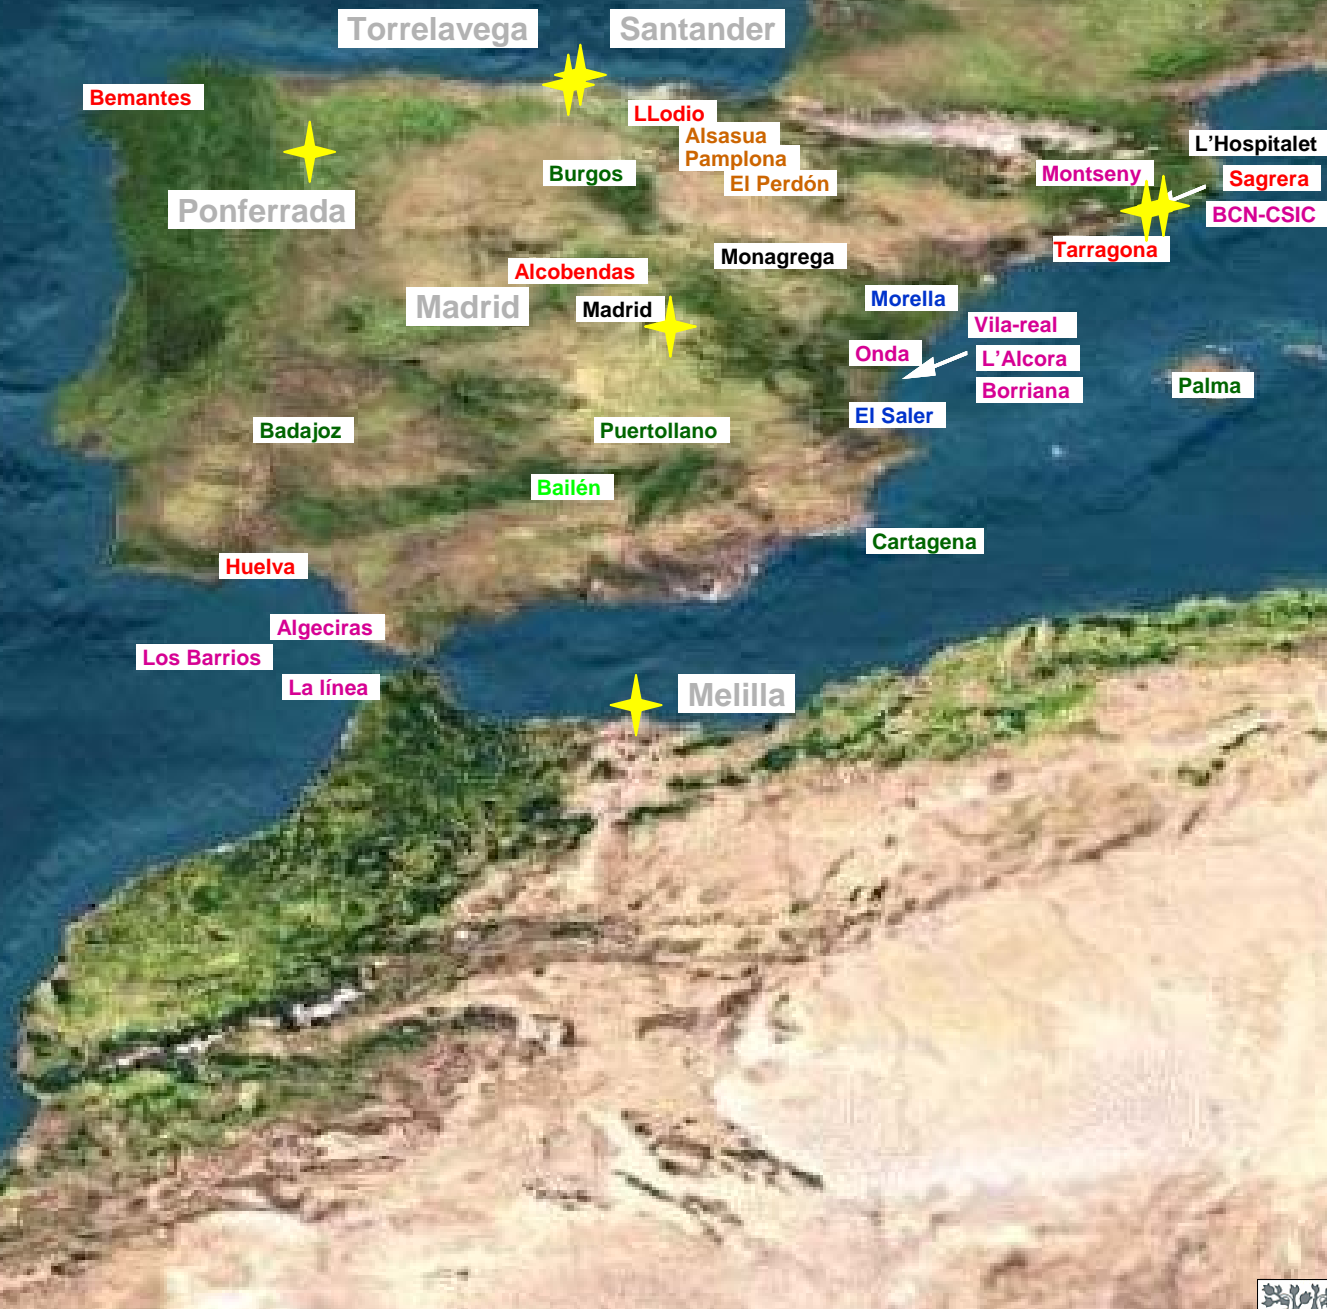 Torrelavega
Santander
Bemantes
LLodio
Alsasua
Pamplona
El Perdón
L'Hospitalet
Burgos
Montseny
Sagrera
Ponferrada
BCN-CSIC
Tarragona
Monagrega
Alcobendas
Madrid
Madrid
Morella
Vila-real
Onda
L'Alcora
Borriana
Palma
El Saler
Badajoz
Puertollano
Bailén
Cartagena
Huelva
Algeciras
Los Barrios
La línea
Melilla